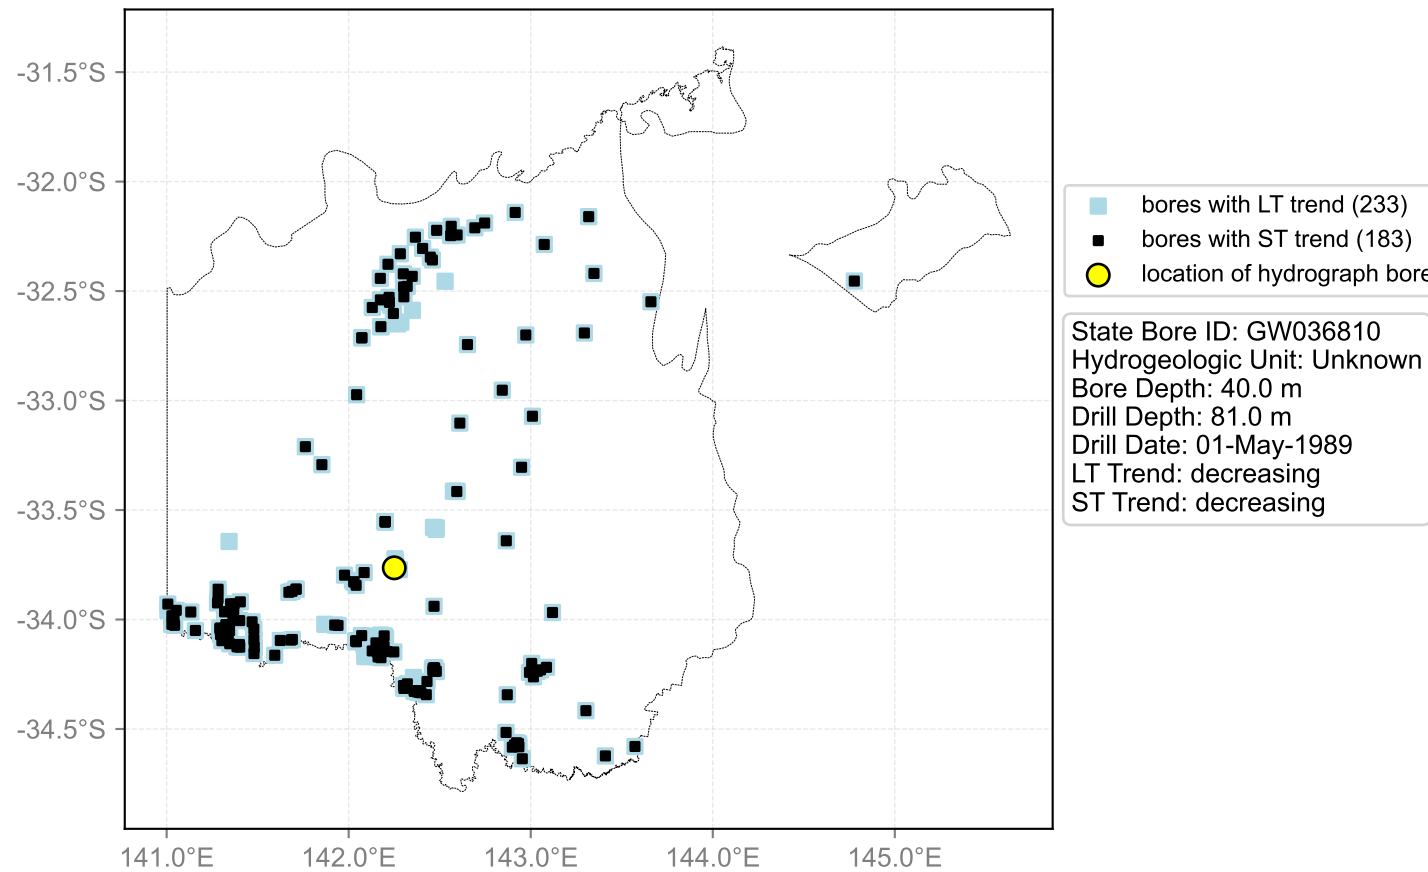 -31.5°S
-32.0°S
-32.5°S
-33.0°S
-33.5°S
-34.0°S
-34.5°S
141.0°E
142.0°E
143.0°E
144.0°E
145.0°E
bores with LT trend (233)
bores with ST trend (183)
location of hydrograph bore
State Bore ID: GW036810
Hydrogeologic Unit: Unknown
Bore Depth: 40.0 m
Drill Depth: 81.0 m
Drill Date: 01-May-1989
LT Trend: decreasing
ST Trend: decreasing